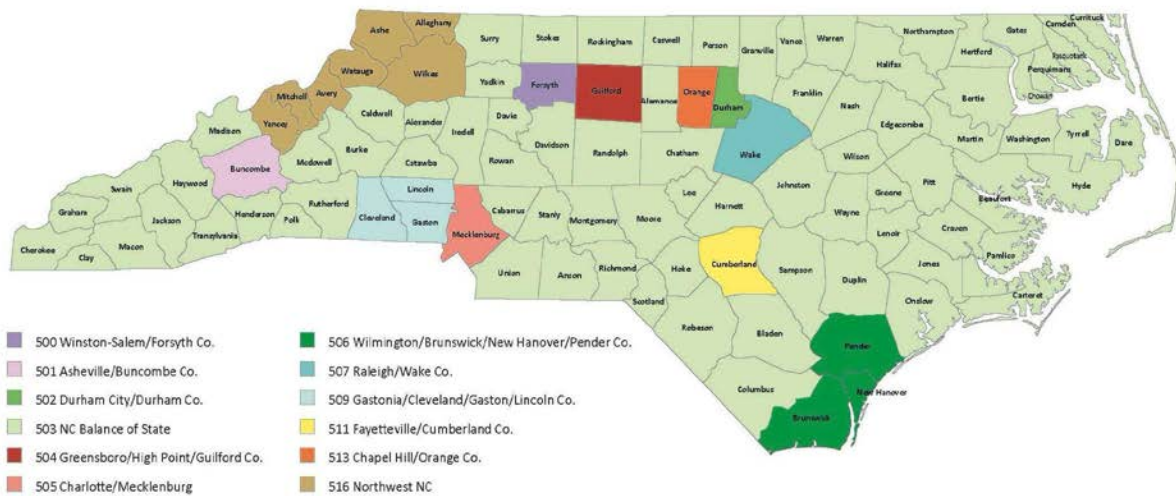 Alleghany
Ashe
Surry
Stokes
Rockingham
Caswell
Person
Granville
Vance
Warren
Northampton
Gates
Camden
Currituck
Hertford
Pasquotank
Perquimans
Chowan
Halifax
Watauga
Wilkes
Yadkin
Forsyth
Guilford
Alamance
Orange
Durham
Franklin
Nash
Bertie
Edgecombe
Martin
Washington
Tyrrell
Dare
Mitchell
Avery
Yancey
Caldwell
Alexander
Iredell
Davie
Davidson
Randolph
Chatham
Wake
Wilson
Madison
Buncombe
Mcdowell
Burke
Catawba
Rowan
Johnston
Greene
Pitt
Hyde
Beaufort
Swain
Haywood
Graham
Jackson
Henderson
Polk
Rutherford
Cleveland
Lincoln
Gaston
Mecklenburg
Cabarrus
Stanly
Montgomery
Moore
Lee
Harnett
Wayne
Lenoir
Craven
Pamlico
Cherokee
Clay
Macon
Transylvania
Union
Anson
Richmond
Hoke
Scotland
Cumberland
Sampson
Duplin
Jones
Onslow
Carteret
Robeson
Bladen
Columbus
Pender
New Hanover
Brunswick
500 Winston-Salem/Forsyth Co.
501 Asheville/Buncombe Co.
502 Durham City/Durham Co.
503 NC Balance of State
504 Greensboro/High Point/Guilford Co.
505 Charlotte/Mecklenburg
506 Wilmington/Brunswick/New Hanover/Pender Co.
507 Raleigh/Wake Co.
509 Gastonia/Cleveland/Gaston/Lincoln Co.
511 Fayetteville/Cumberland Co.
513 Chapel Hill/Orange Co.
516 Northwest NC